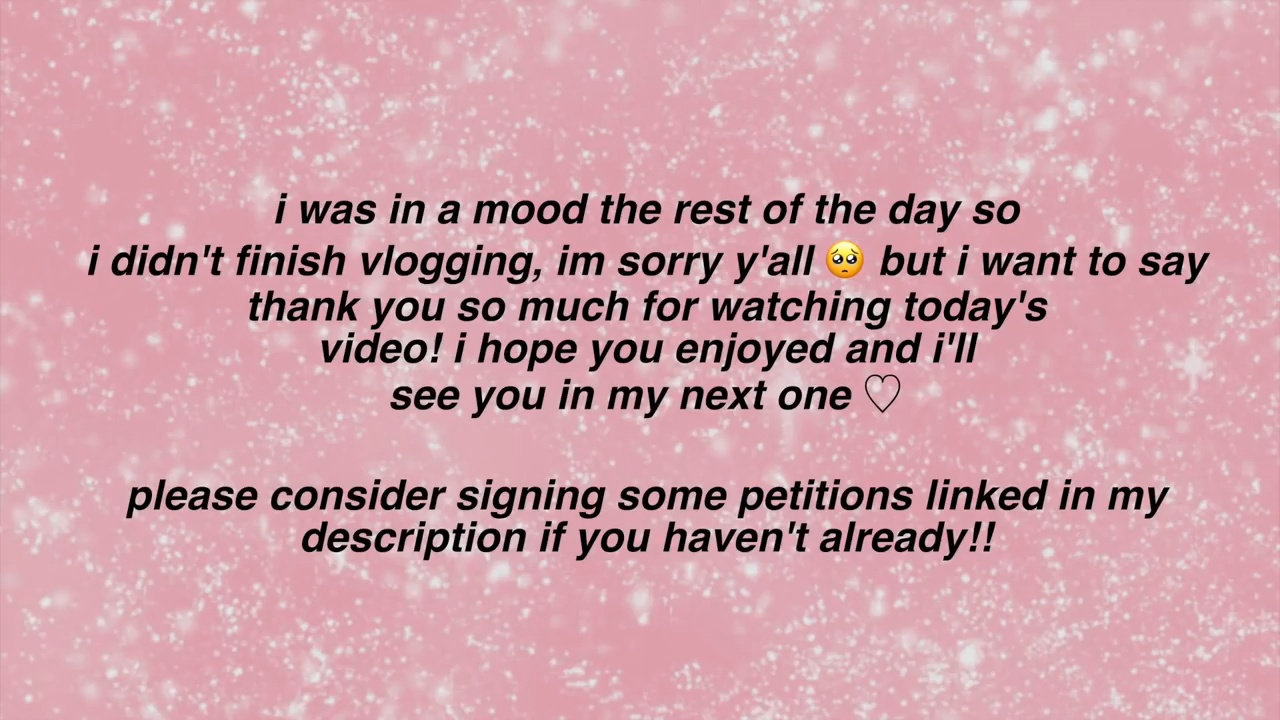 i was in a mood the rest of the day so
i didn't finish vlogging, im sorry y'all 🥺 but i want to say
thank you so much for watching today's
video! i hope you enjoyed and i'll
see you in my next one ♡
please consider signing some petitions linked in my
description if you haven't already!!